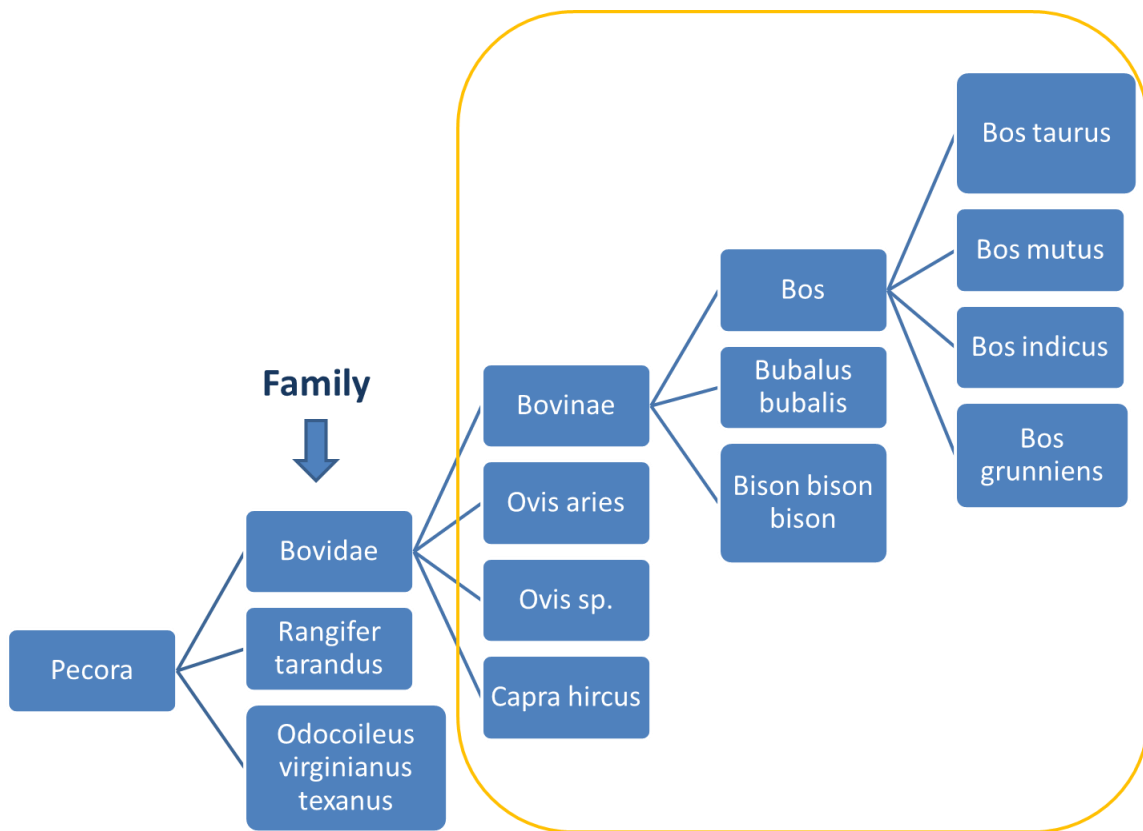 Pecora
Family
Bovidae
Rangifer
tarandus
Odocoileus
virginianus
texanus
Bovinae
Ovis aries
Ovis sp.
Capra hircus
Bos
Bubalus
bubalis
Bison bison
bison
Bos taurus
Bos mutus
Bos indicus
Bos
grunniens